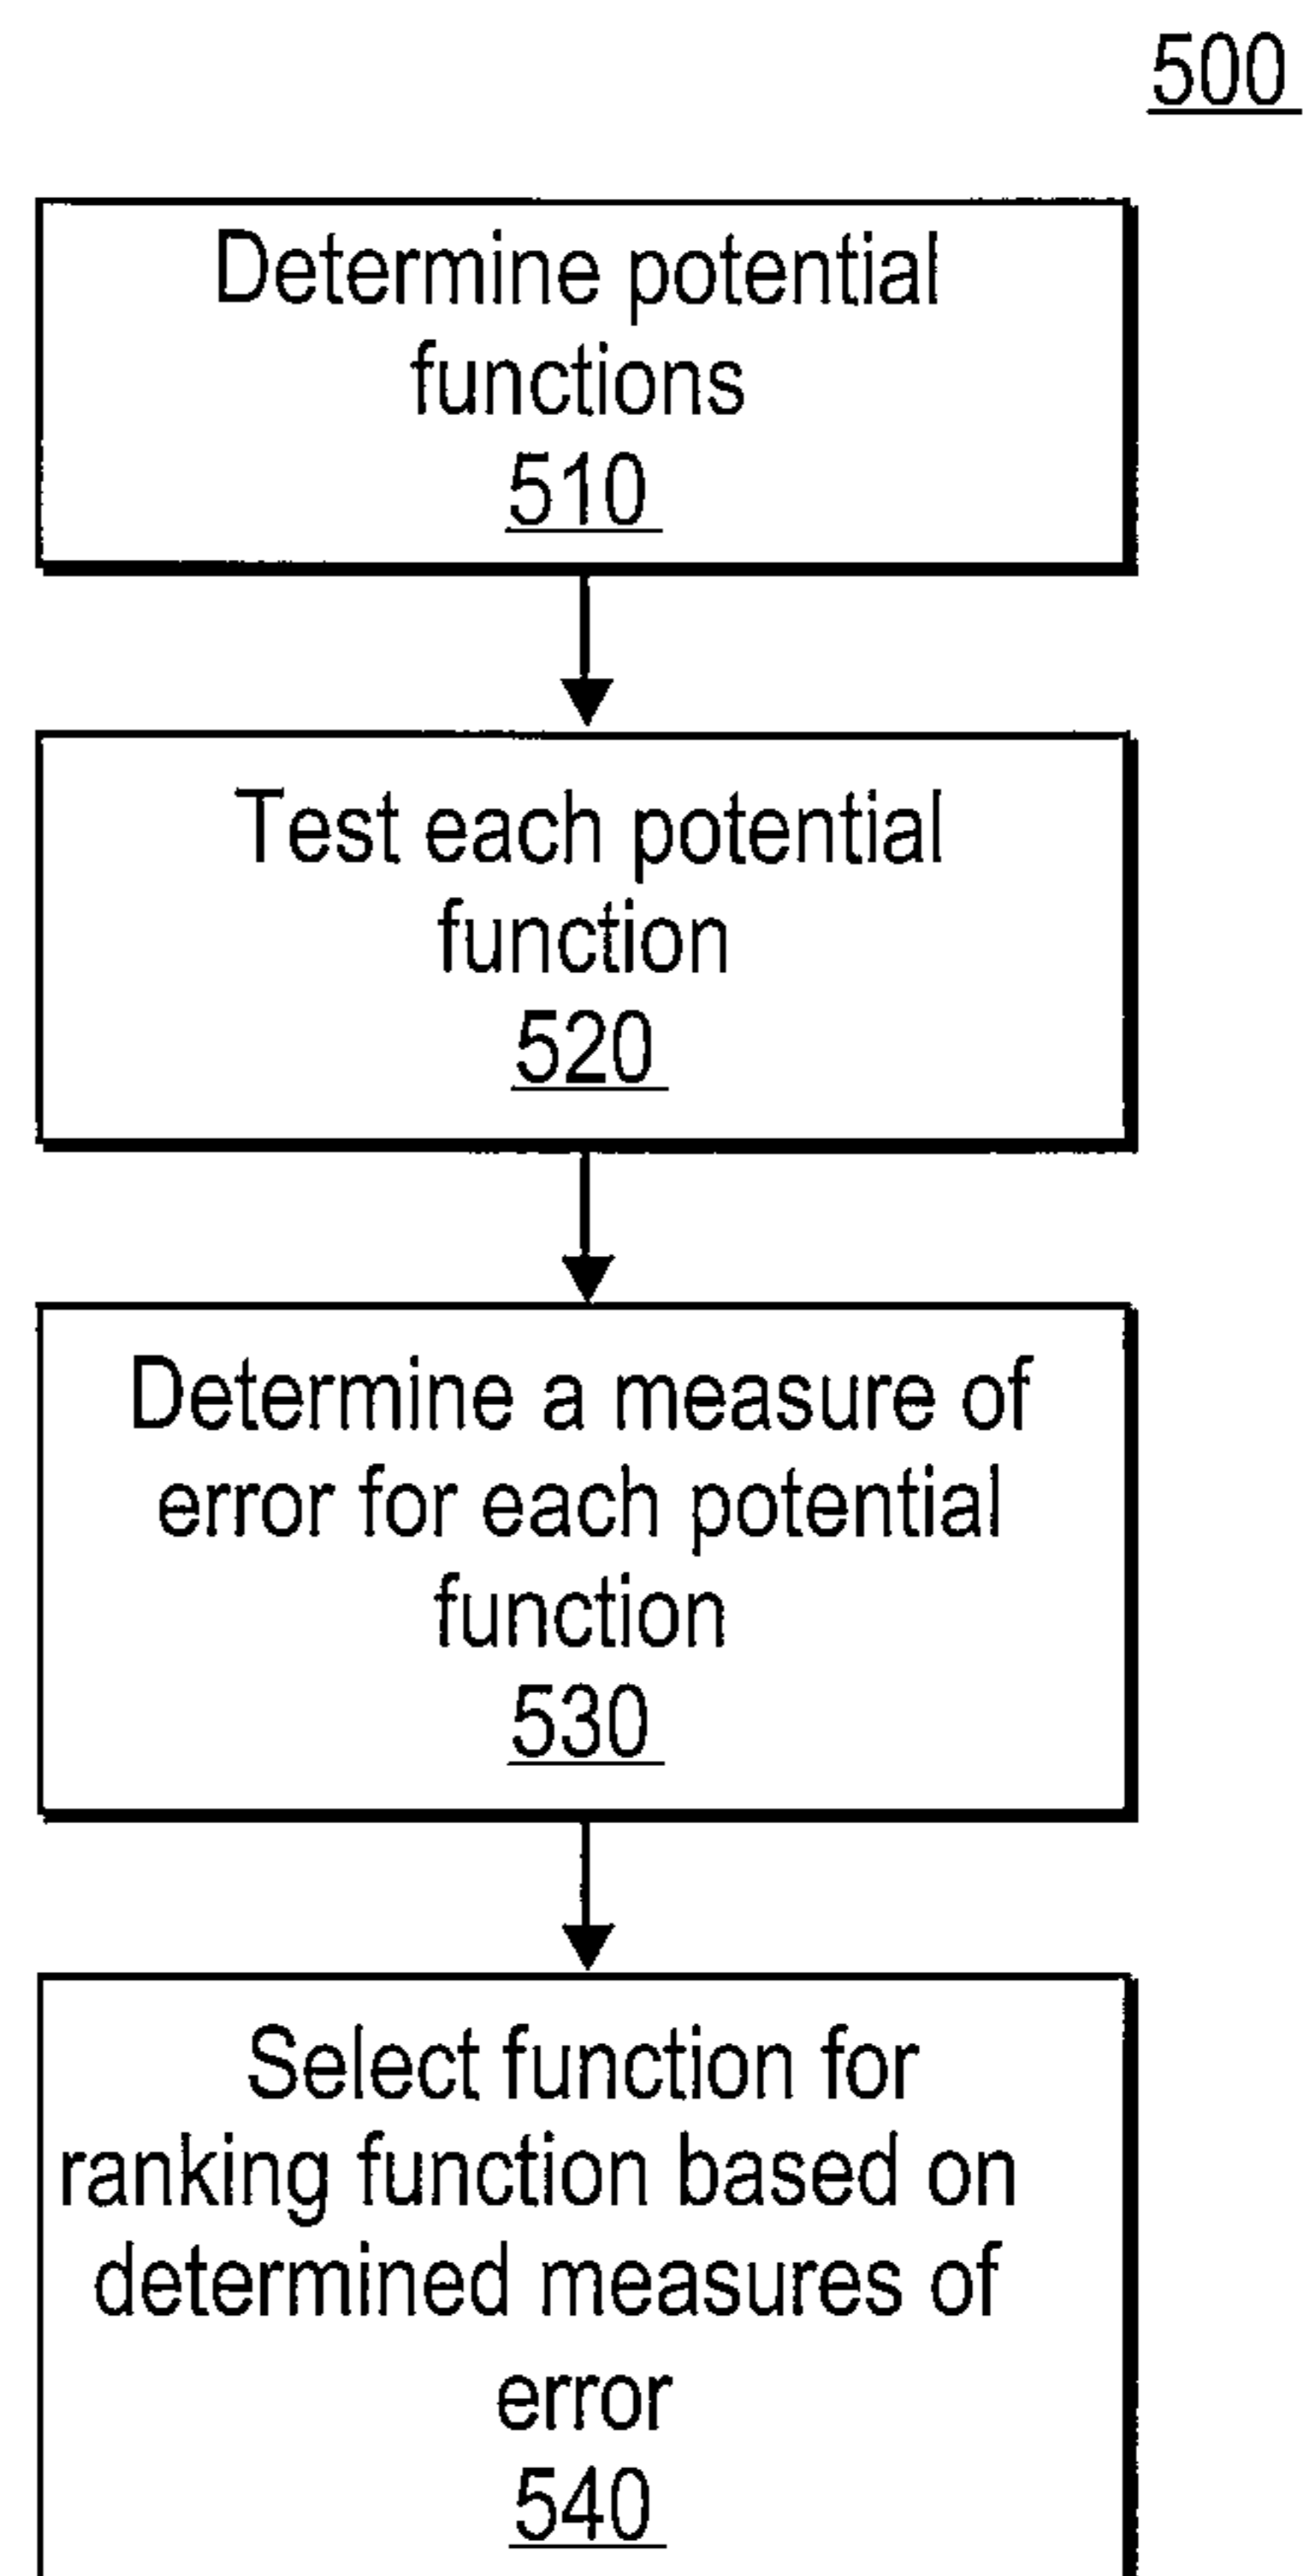 500
Determine potential
functions
510
Test each potential
function
520
Determine a measure of
error for each potential
function
530
Select function for
ranking function based on
determined measures of
error
540